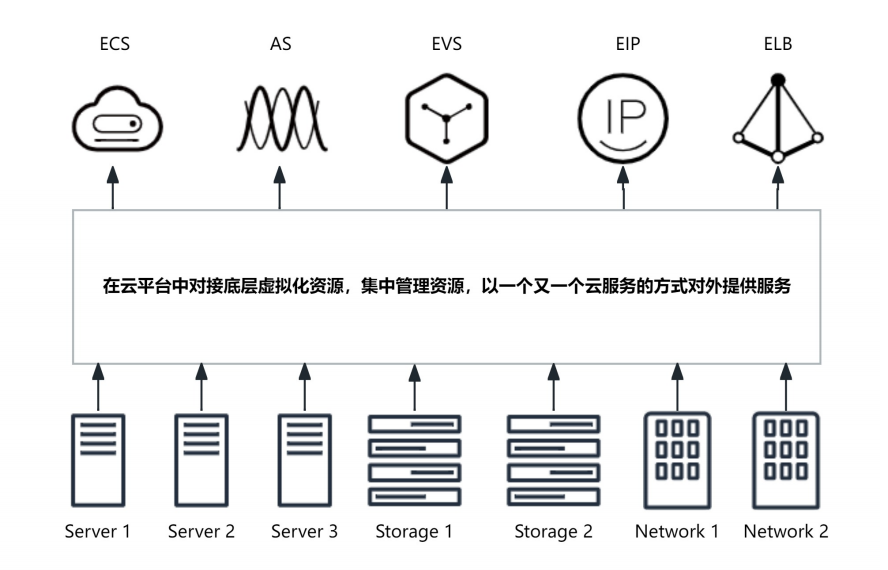 ECS AS EVS EIP ELB
IP
在云平台中对接底层虚拟化资源，集中管理资源，以一个又一个云服务的方式对外提供服务
Server 1 Server 2 Server 3 Storage 1 Storage 2 Network 1 Network 2